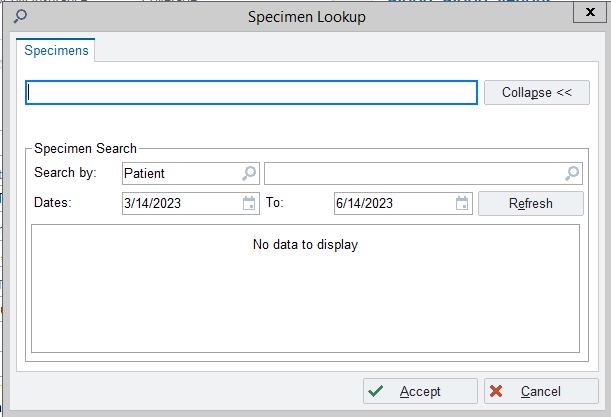 Specimen Lookup
x
Specimens
Collapse <<
Specimen Search
Search by: Patient
Dates: 3/14/2023 To: 6/14/2023 Refresh
No data to display
Accept Cancel